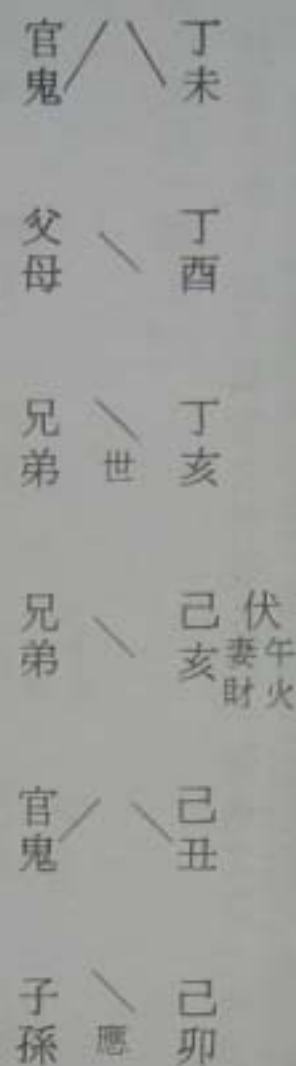 丁未 官鬼
丁酉 父母
丁亥 世 兄弟
伏 午火 妻財 己亥 兄弟
己丑 官鬼
己卯 應 子孫